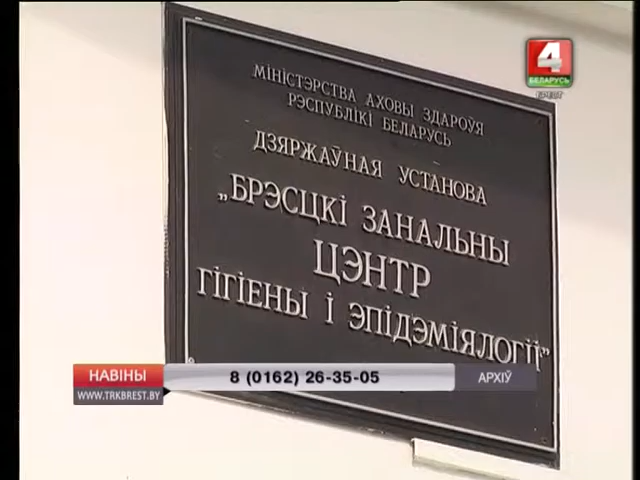 4
БЕЛАРУСЬ
БРЕСТ
МІНІСТЭРСТВА АХОВЫ ЗДАРОЎЯ
РЭСПУБЛІКІ БЕЛАРУСЬ
ДЗЯРЖАЎНАЯ УСТАНОВА
„БРЭСЦКІ ЗАНАЛЬНЫ
ЦЭНТР
ГІГІЕНЫ І ЭПІДЭМІЯЛОГІІ”
НАВІНЫ
8 (0162) 26-35-05
АРХІЎ
WWW.TRKBREST.BY